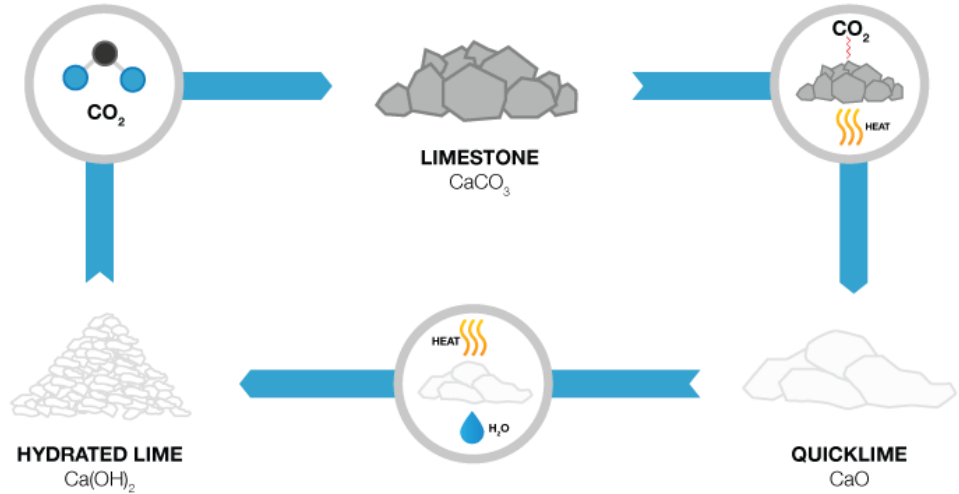 CO₂
LIMESTONE
CaCO₃
CO₂
HEAT
HEAT
H₂O
HYDRATED LIME
Ca(OH)₂
QUICKLIME
CaO